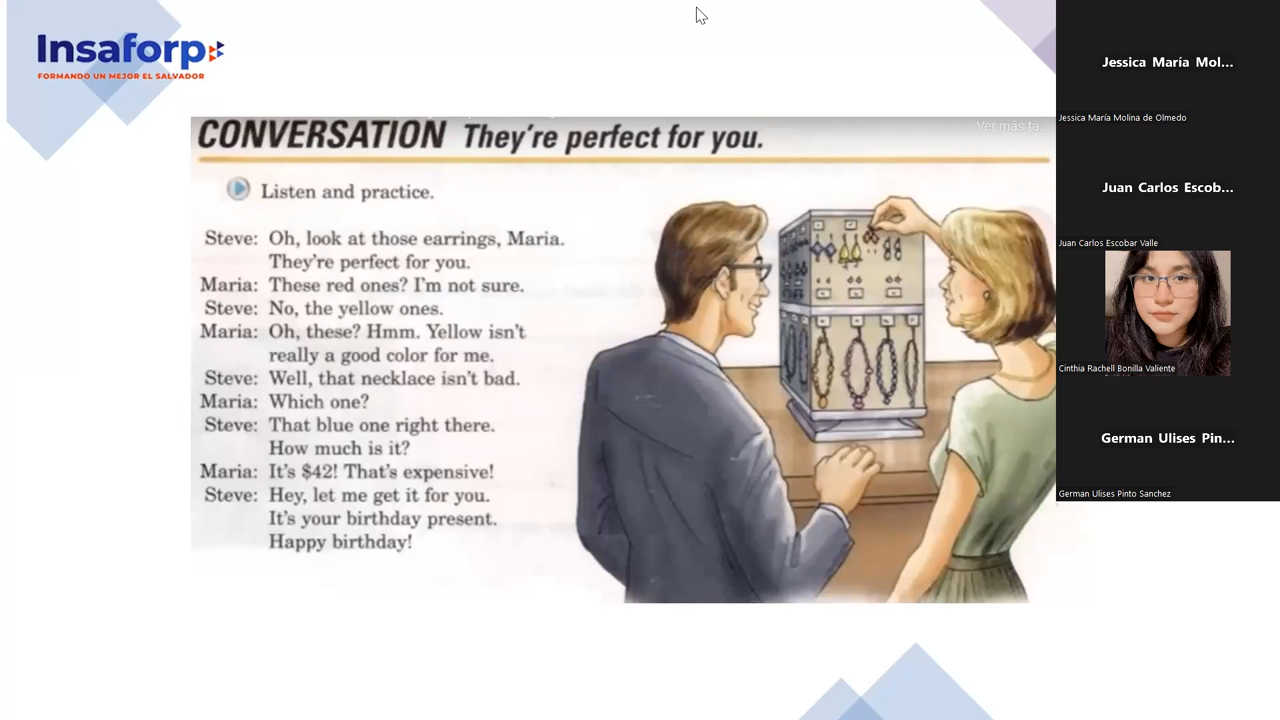 Insaforp
FORMANDO UN MEJOR EL SALVADOR
CONVERSATION They're perfect for you.
Ver más ta...
Listen and practice.
Steve: Oh, look at those earrings, Maria.
They're perfect for you.
Maria: These red ones? I'm not sure.
Steve: No, the yellow ones.
Maria: Oh, these? Hmm. Yellow isn't
really a good color for me.
Steve: Well, that necklace isn't bad.
Maria: Which one?
Steve: That blue one right there.
How much is it?
Maria: It's $42! That's expensive!
Steve: Hey, let me get it for you.
It's your birthday present.
Happy birthday!
Jessica María Mol...
Jessica María Molina de Olmedo
Juan Carlos Escob...
Juan Carlos Escobar Valle
Cinthia Rachell Bonilla Valiente
German Ulises Pin...
German Ulises Pinto Sanchez